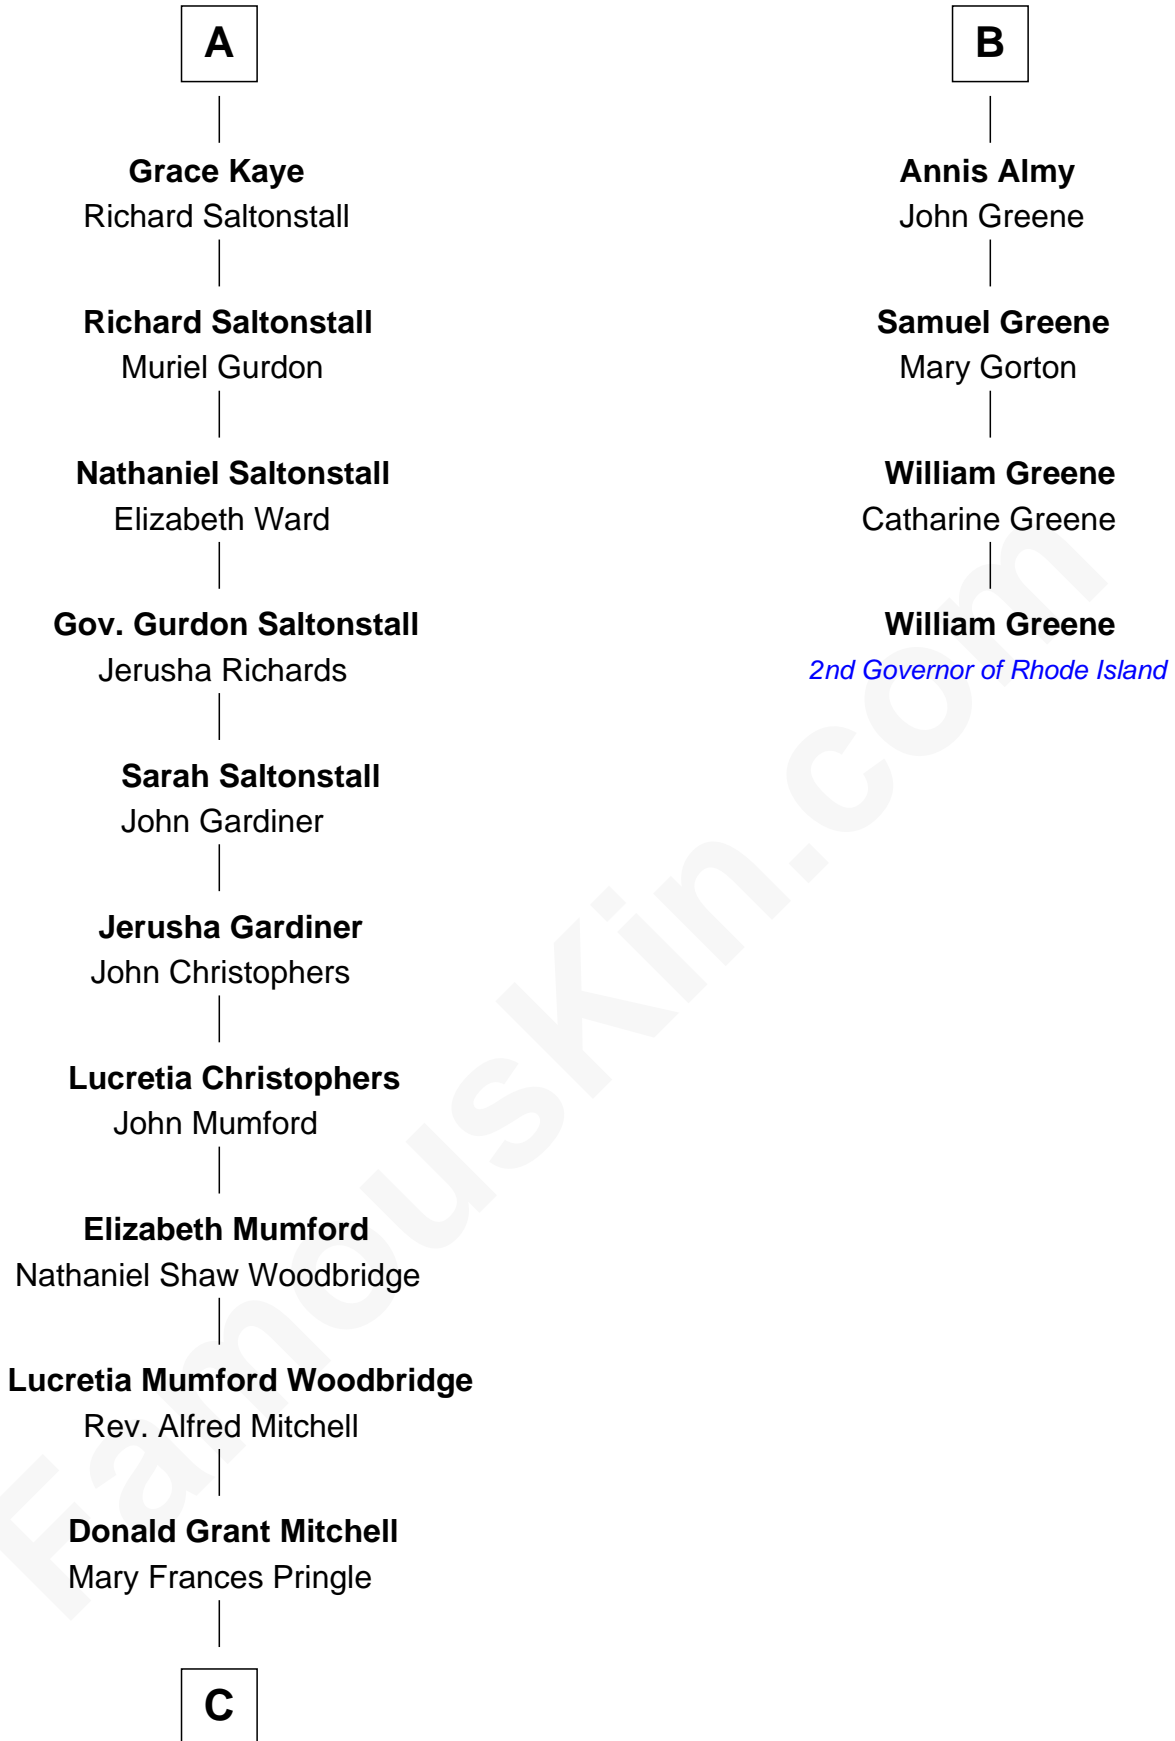 A
Grace Kaye
Richard Saltonstall
Richard Saltonstall
Muriel Gurdon
Nathaniel Saltonstall
Elizabeth Ward
Gov. Gurdon Saltonstall
Jerusha Richards
Sarah Saltonstall
John Gardiner
Jerusha Gardiner
John Christophers
Lucretia Christophers
John Mumford
Elizabeth Mumford
Nathaniel Shaw Woodbridge
Lucretia Mumford Woodbridge
Rev. Alfred Mitchell
Donald Grant Mitchell
Mary Frances Pringle
C
B
Annis Almy
John Greene
Samuel Greene
Mary Gorton
William Greene
Catharine Greene
William Greene
2nd Governor of Rhode Island
FamousKin.com